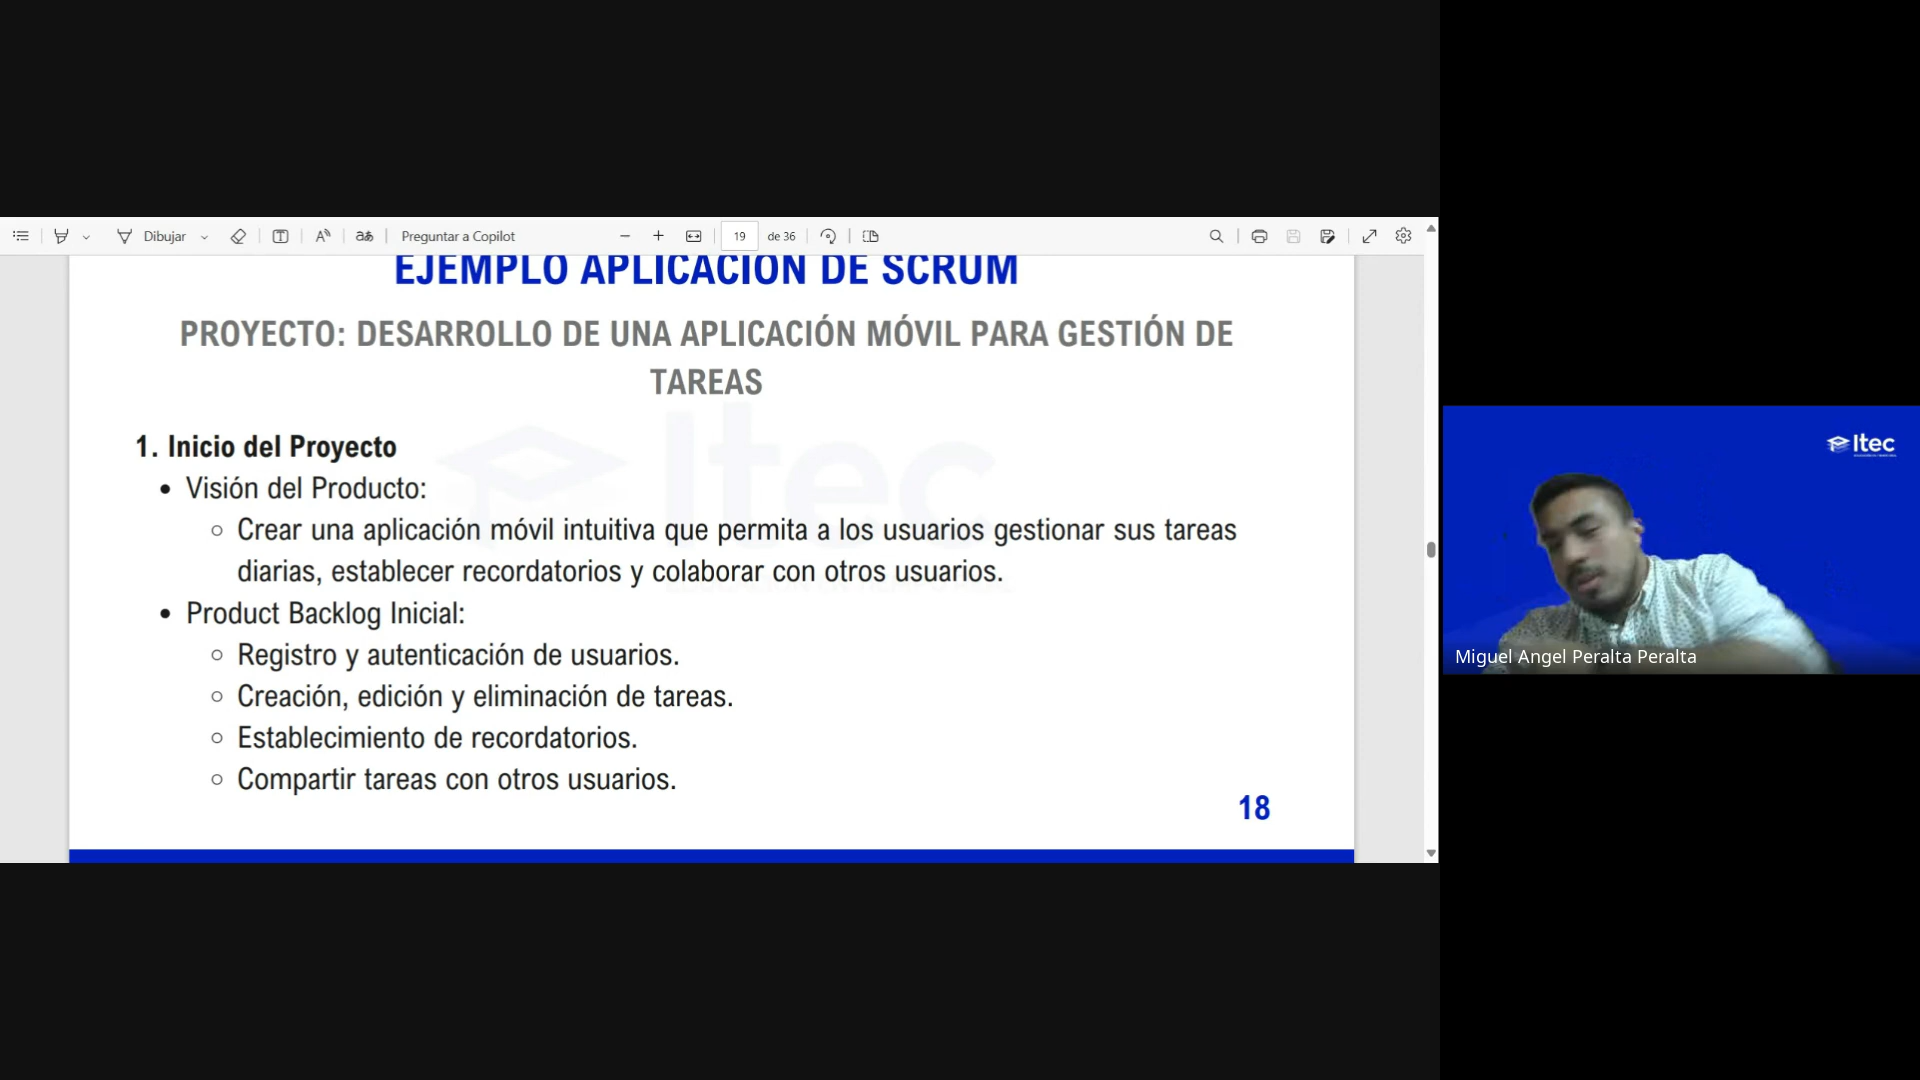 Dibujar
Preguntar a Copilot
19 de 36
EJEMPLO APLICACIÓN DE SCRUM
PROYECTO: DESARROLLO DE UNA APLICACIÓN MÓVIL PARA GESTIÓN DE
TAREAS
Itec
1. Inicio del Proyecto
• Visión del Producto:
○ Crear una aplicación móvil intuitiva que permita a los usuarios gestionar sus tareas
diarias, establecer recordatorios y colaborar con otros usuarios.
• Product Backlog Inicial:
○ Registro y autenticación de usuarios.
○ Creación, edición y eliminación de tareas.
○ Establecimiento de recordatorios.
○ Compartir tareas con otros usuarios.
18
Itec
Miguel Angel Peralta Peralta